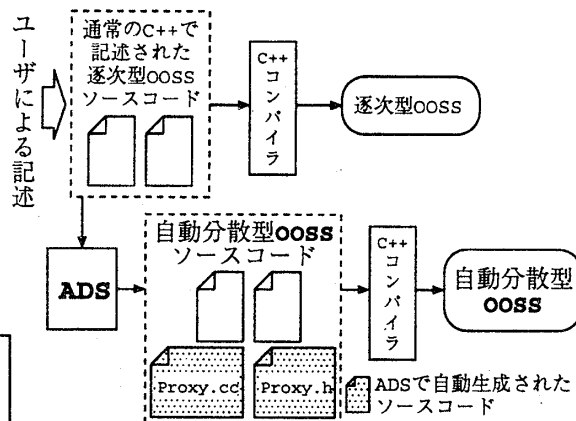 ユーザによる記述
通常のC++で
記述された
逐次型OOSS
ソースコード
C++
コンパイラ
逐次型OOSS
ADS
自動分散型OOSS
ソースコード
Proxy.cc
Proxy.h
C++
コンパイラ
自動分散型
OOSS
ADSで自動生成された
ソースコード